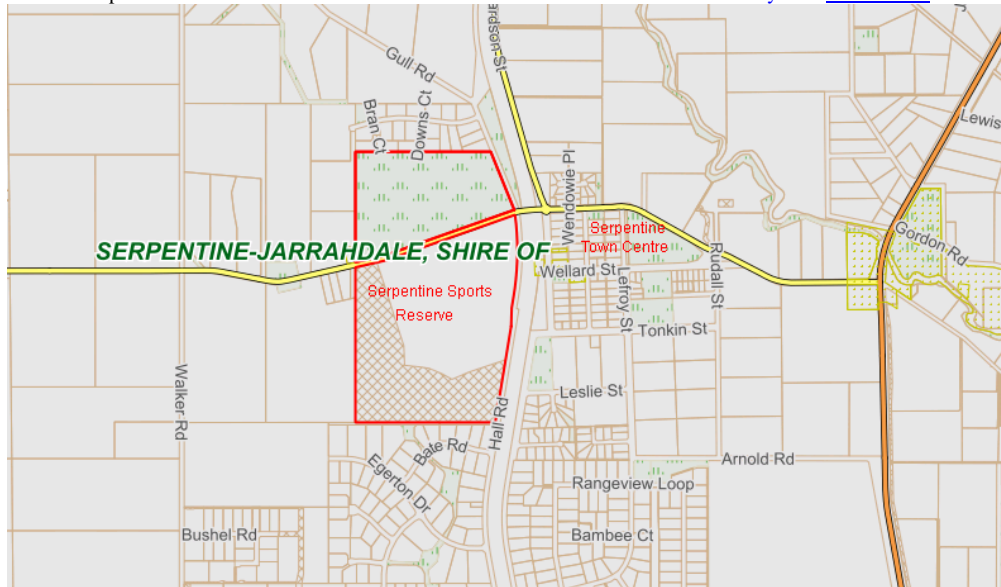 Gull Rd
Bran Ct
Downs Ct
Lewis
Wendowie Pl
Serpentine
Town Centre
SERPENTINE-JARRAHDALE, SHIRE OF
Gordon Rd
Wellard St
Rudall St
Lefroy St
Serpentine Sports
Reserve
Tonkin St
Walker Rd
Leslie St
Hall Rd
Bate Rd
Egerton Dr
Arnold Rd
Rangeview Loop
Bushel Rd
Bambee Ct